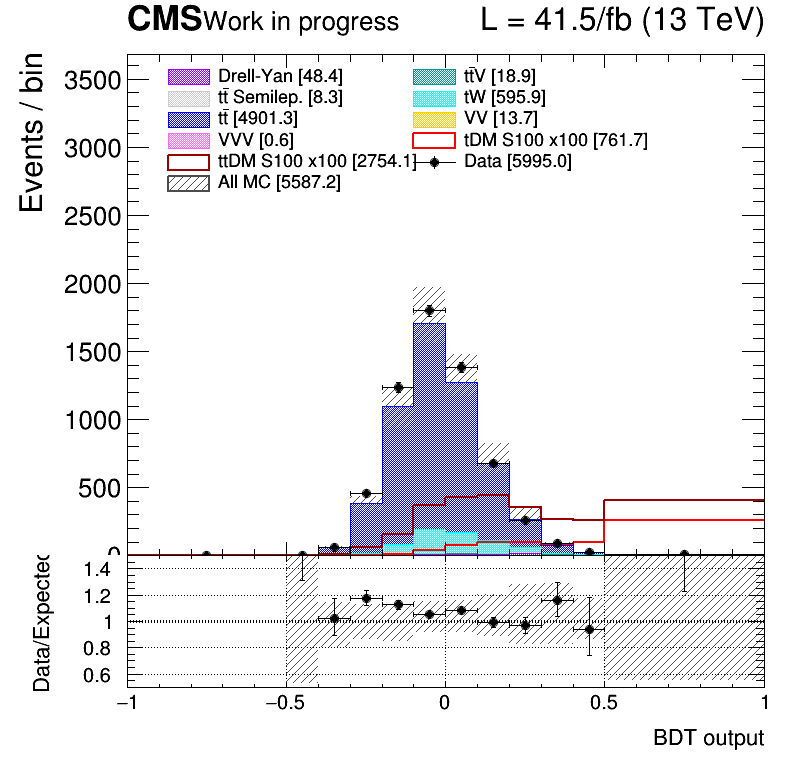 CMS Work in progress L = 41.5/fb (13 TeV)
Events / bin
3500
3000
2500
2000
1500
1000
500
0
Drell-Yan [48.4] tt̄V [18.9]
tt̄ Semilep. [8.3] tW [595.9]
tt̄ [4901.3] VV [13.7]
VVV [0.6] tDM S100 x100 [761.7]
ttDM S100 x100 [2754.1] Data [5995.0]
All MC [5587.2]
Data/Expected
1.4
1.2
1
0.8
0.6
−1 −0.5 0 0.5 1
BDT output